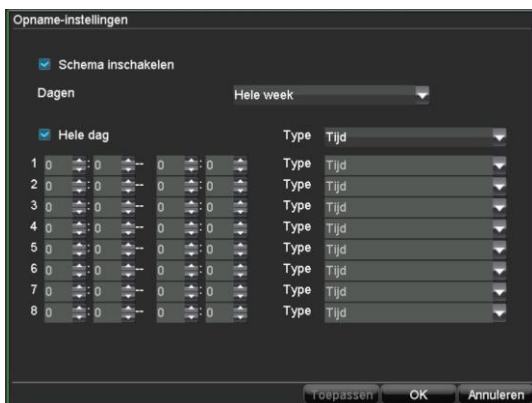 Opname-instellingen
Schema inschakelen
Dagen Hele week
Hele dag Type Tijd
1 0 : 0 -- 0 : 0 Type Tijd
2 0 : 0 -- 0 : 0 Type Tijd
3 0 : 0 -- 0 : 0 Type Tijd
4 0 : 0 -- 0 : 0 Type Tijd
5 0 : 0 -- 0 : 0 Type Tijd
6 0 : 0 -- 0 : 0 Type Tijd
7 0 : 0 -- 0 : 0 Type Tijd
8 0 : 0 -- 0 : 0 Type Tijd
Toepassen OK Annuleren